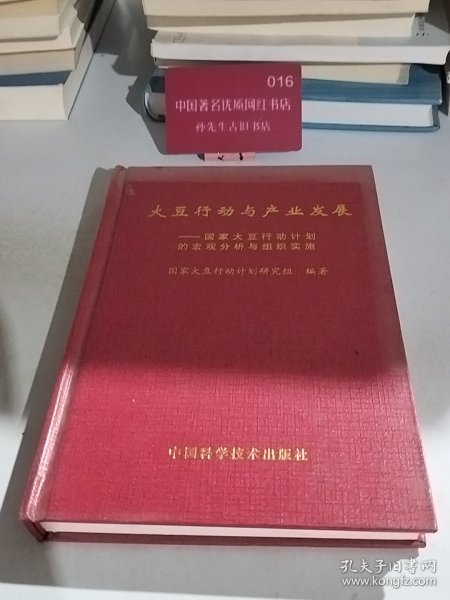 016
中国著名优质网红书店
孙先生古旧书店
大豆行动与产业发展
——国家大豆行动计划
的宏观分析与组织实施
国家大豆行动计划研究组 编著
中国科学技术出版社
孔夫子旧书网
www.kongfz.com